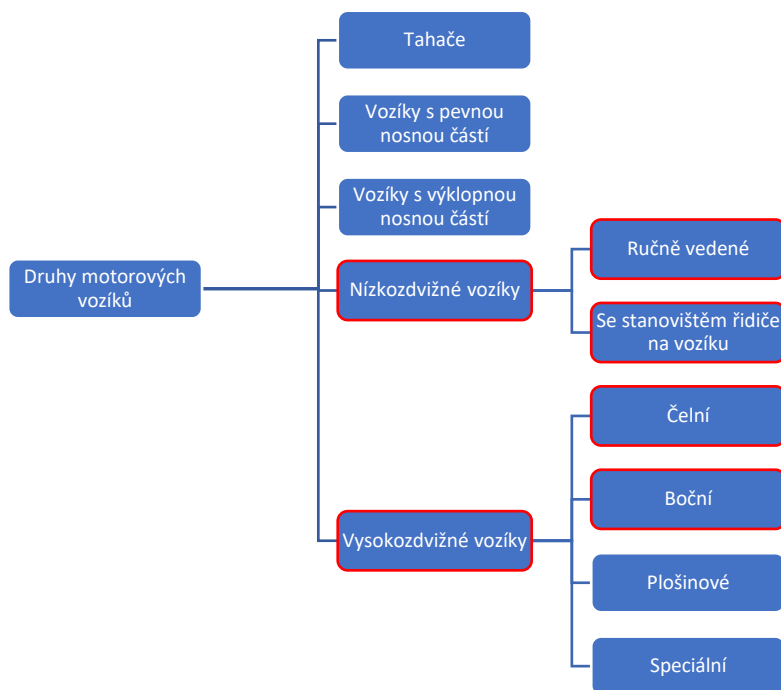 Druhy motorových
vozíků
Tahače
Vozíky s pevnou
nosnou částí
Vozíky s výklopnou
nosnou částí
Nízkozdvižné vozíky
Ručně vedené
Se stanovištěm řidiče
na vozíku
Vysokozdvižné vozíky
Čelní
Boční
Plošinové
Speciální